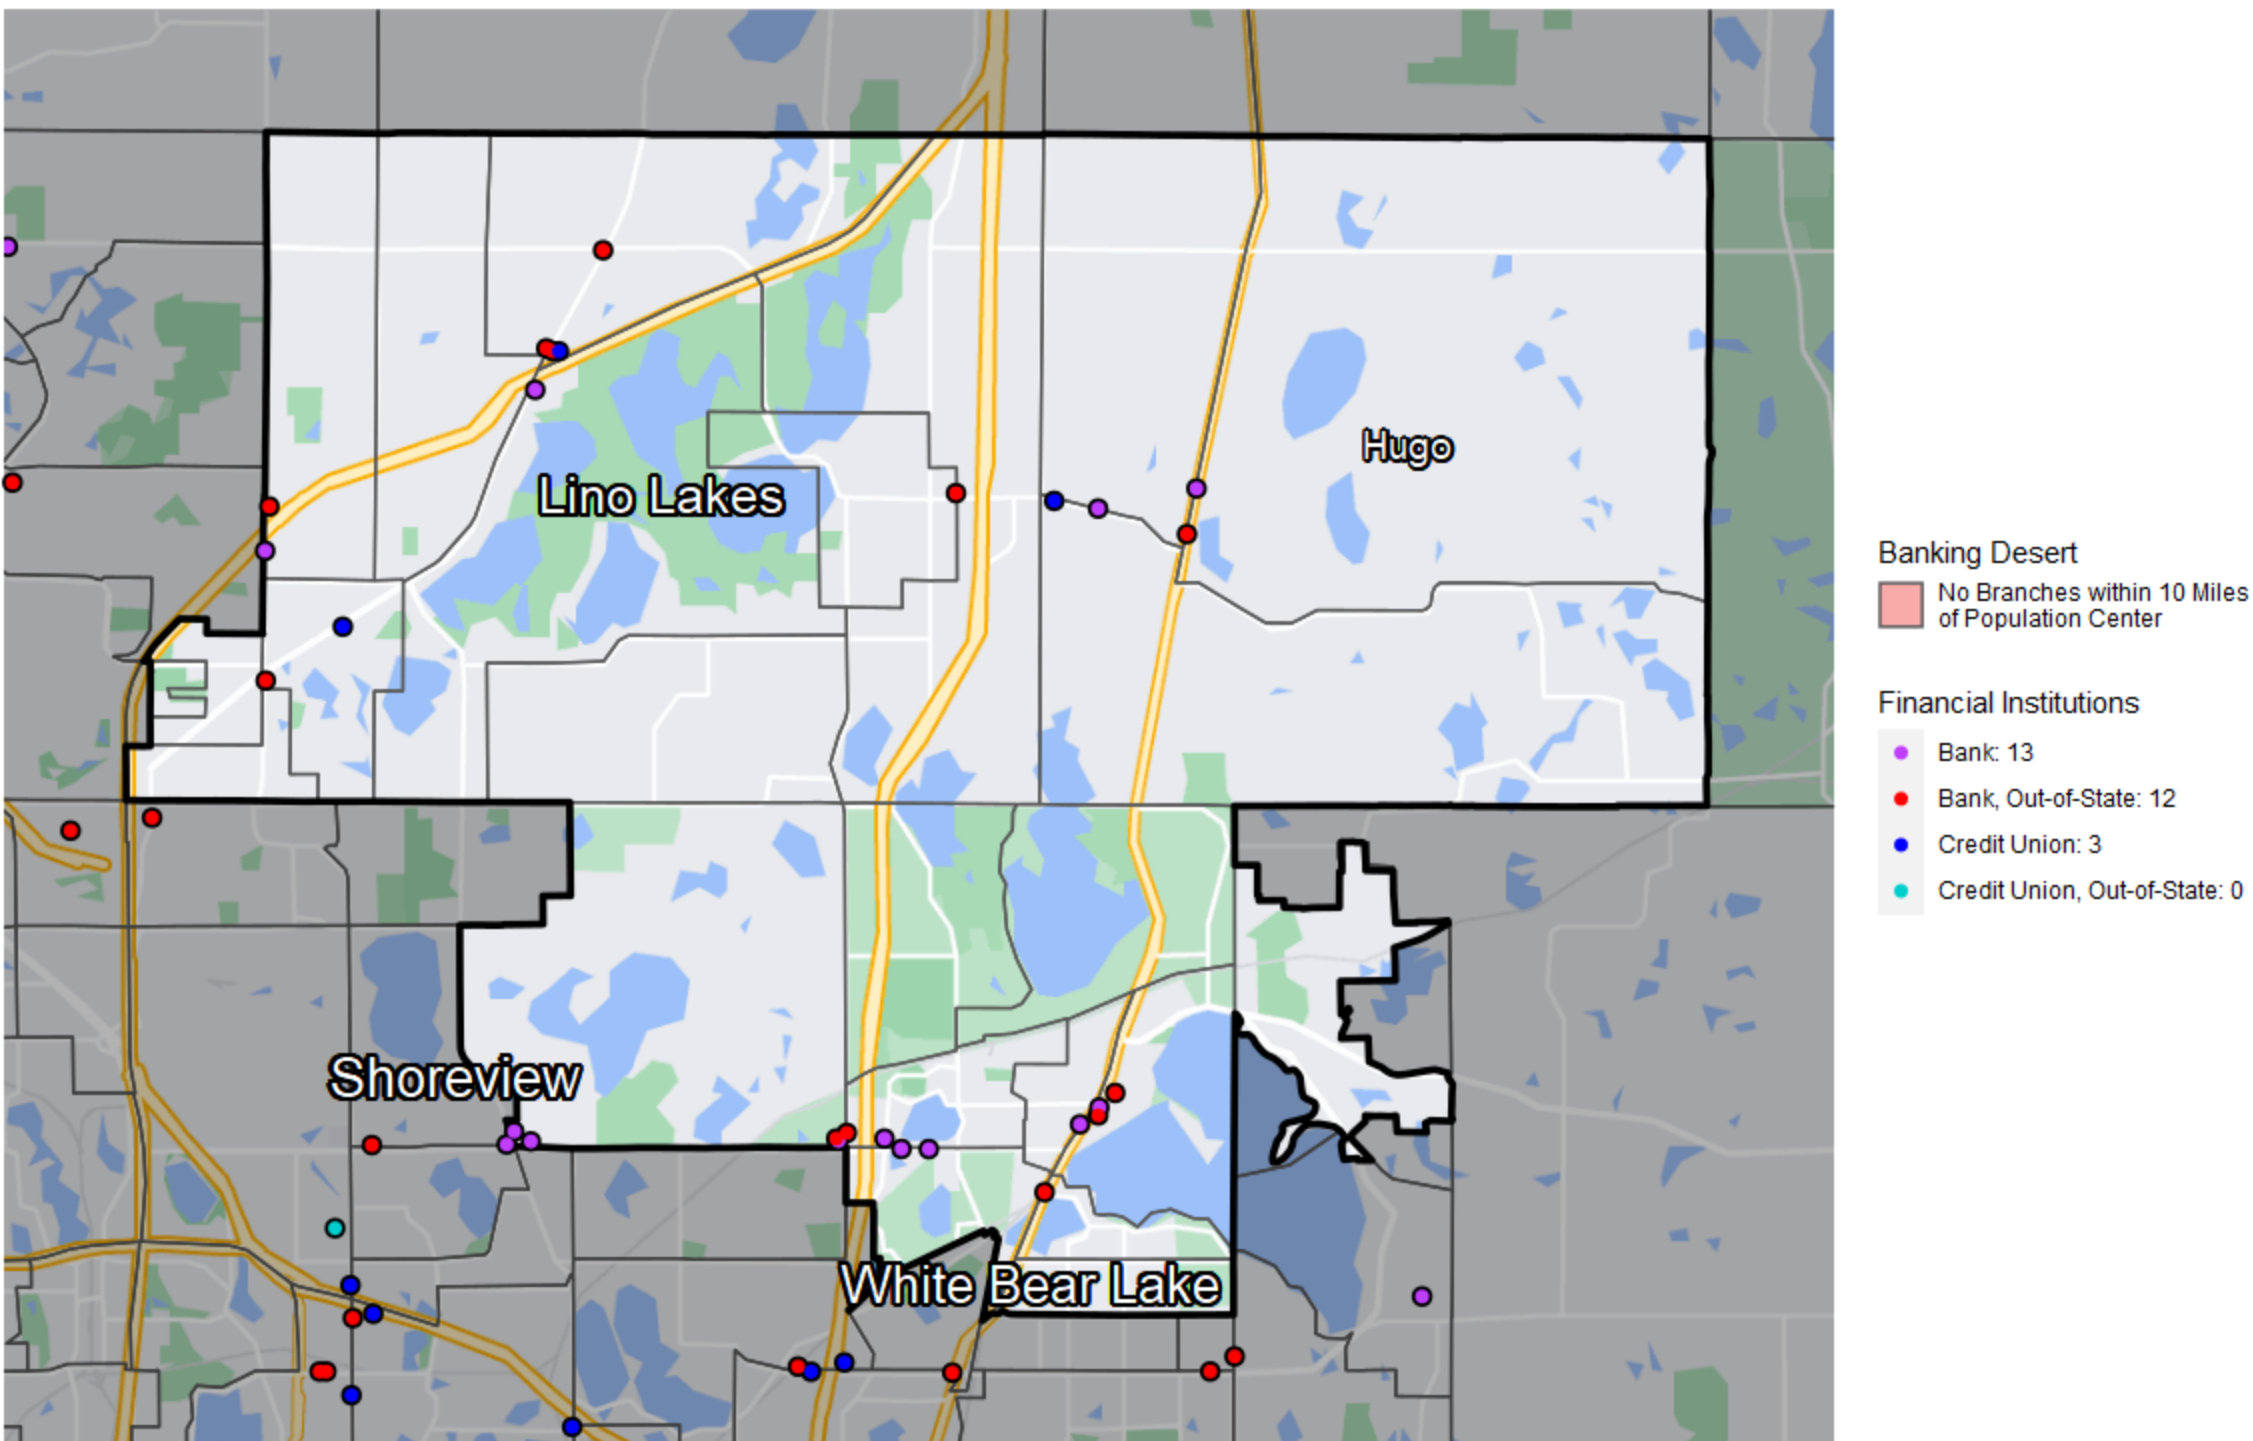 Hugo
Lino Lakes
Shoreview
White Bear Lake
Banking Desert
No Branches within 10 Miles
of Population Center
Financial Institutions
Bank: 13
Bank, Out-of-State: 12
Credit Union: 3
Credit Union, Out-of-State: 0